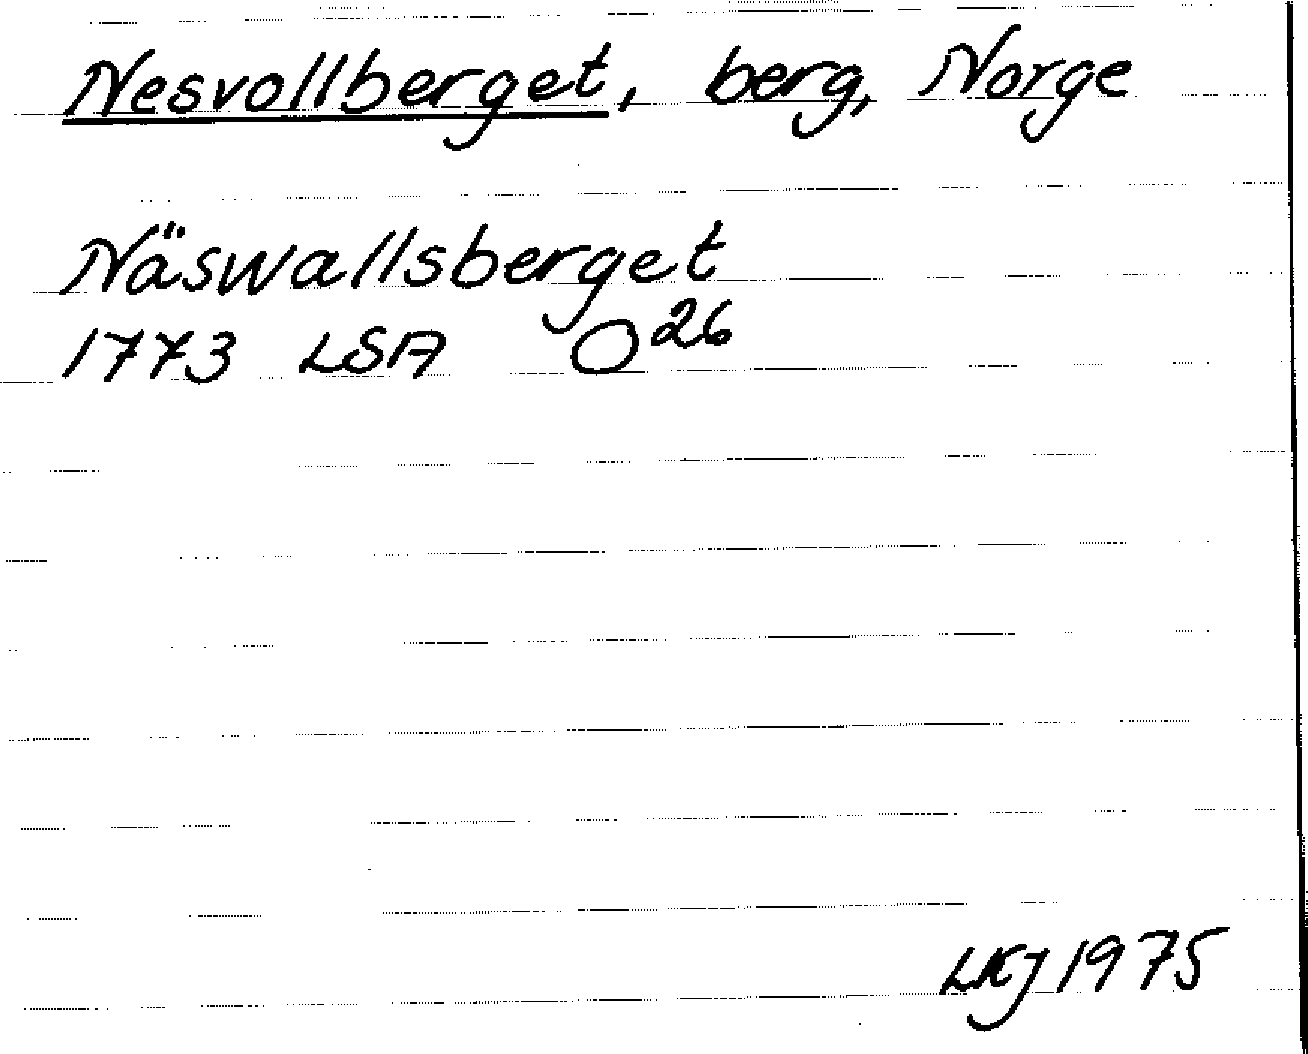 Nesvollberget, berg, Norge
Näswallsberget
1773 LSA O26
LKJ 1975